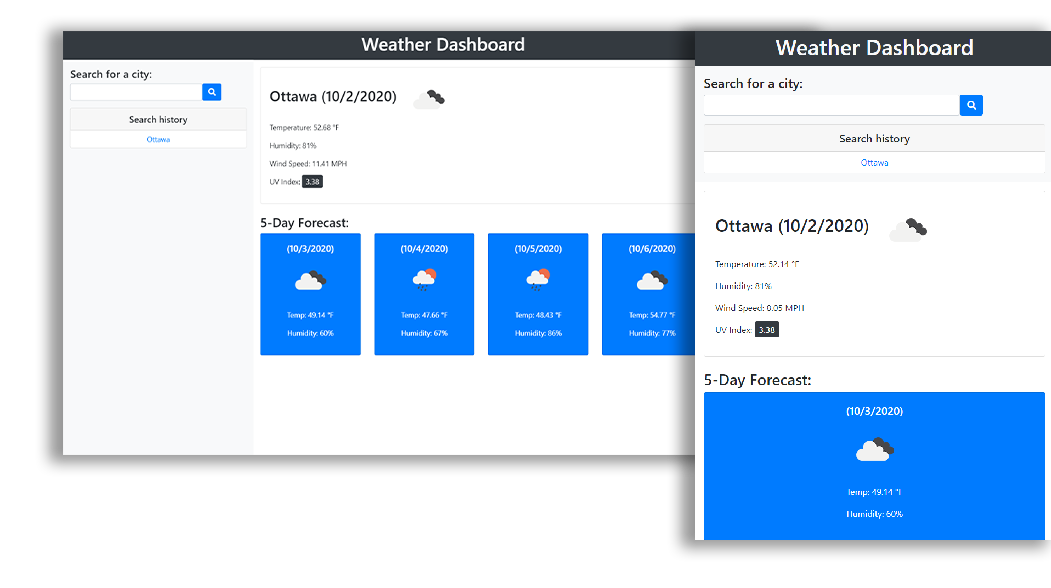 Weather Dashboard
Search for a city:
Search history
Ottawa
Ottawa (10/2/2020)
Temperature: 52.68 °F
Humidity: 81%
Wind Speed: 11.41 MPH
UV Index: 3.38
5-Day Forecast:
(10/3/2020) (10/4/2020) (10/5/2020) (10/6/2020)
Temp: 49.14 °F Temp: 47.66 °F Temp: 48.43 °F Temp: 54.77 °F
Humidity: 60% Humidity: 67% Humidity: 86% Humidity: 77%
Weather Dashboard
Search for a city:
Search history
Ottawa
Ottawa (10/2/2020)
Temperature: 52.14 °F
Humidity: 81%
Wind Speed: 8.05 MPH
UV Index: 3.38
5-Day Forecast:
(10/3/2020)
Temp: 49.14 °F
Humidity: 60%